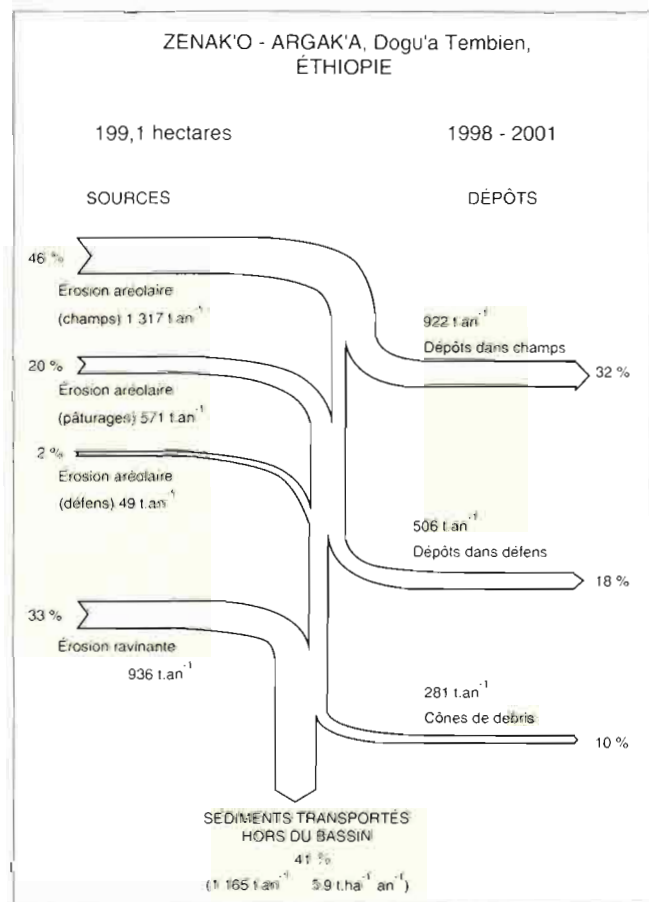 ZENAK'O - ARGAK'A, Dogu'a Tembien,
ÉTHIOPIE
199,1 hectares
1998 - 2001
SOURCES
DÉPÔTS
46 %
Érosion aréolaire
(champs) 1 317 t.an⁻¹
922 t.an⁻¹
Dépôts dans champs
32 %
20 %
Érosion aréolaire
(pâturages) 571 t.an⁻¹
2 %
Érosion aréolaire
(défens) 49 t.an⁻¹
506 t.an⁻¹
Dépôts dans défens
18 %
33 %
Érosion ravinante
936 t.an⁻¹
281 t.an⁻¹
Cônes de debris
10 %
SÉDIMENTS TRANSPORTÉS
HORS DU BASSIN
41 %
(1 165 t.an⁻¹ 5.9 t.ha⁻¹ an⁻¹)